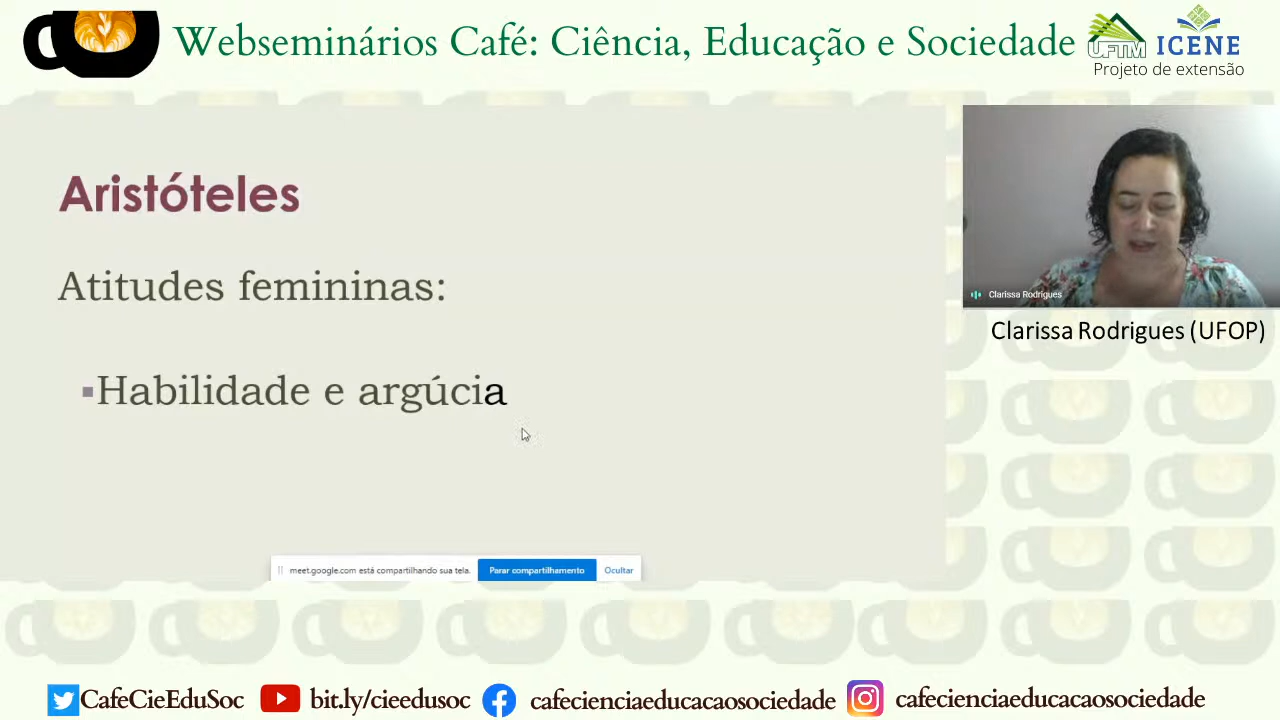 Webseminários Café: Ciência, Educação e Sociedade
UFTM
ICENE
Projeto de extensão
Aristóteles
Atitudes femininas:
▪Habilidade e argúcia
Clarissa Rodrigues
Clarissa Rodrigues (UFOP)
meet.google.com está compartilhando sua tela.
Parar compartilhamento
Ocultar
CafeCieEduSoc
bit.ly/cieedusoc
cafecienciaeducacaosociedade
cafecienciaeducacaosociedade